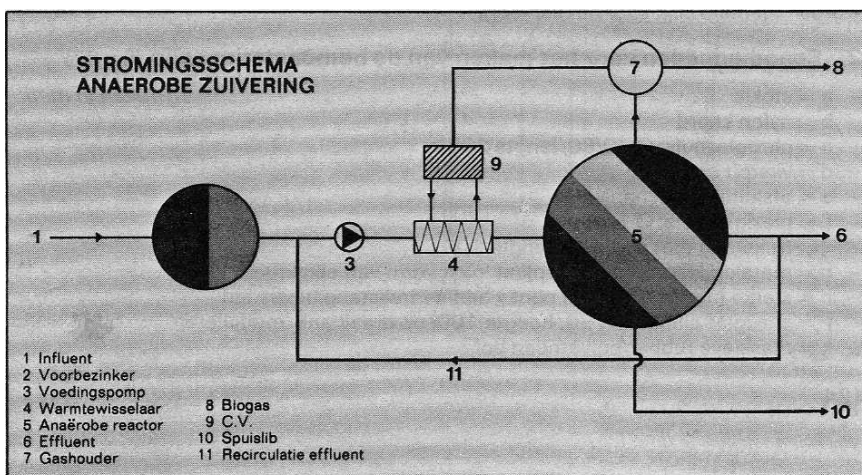 STROMINGSSCHEMA
ANAEROBE ZUIVERING
7
8
9
1
3
4
5
6
11
10
1 Influent
2 Voorbezinker
3 Voedingspomp
4 Warmtewisselaar
5 Anaërobe reactor
6 Effluent
7 Gashouder
8 Biogas
9 C.V.
10 Spuislib
11 Recirculatie effluent